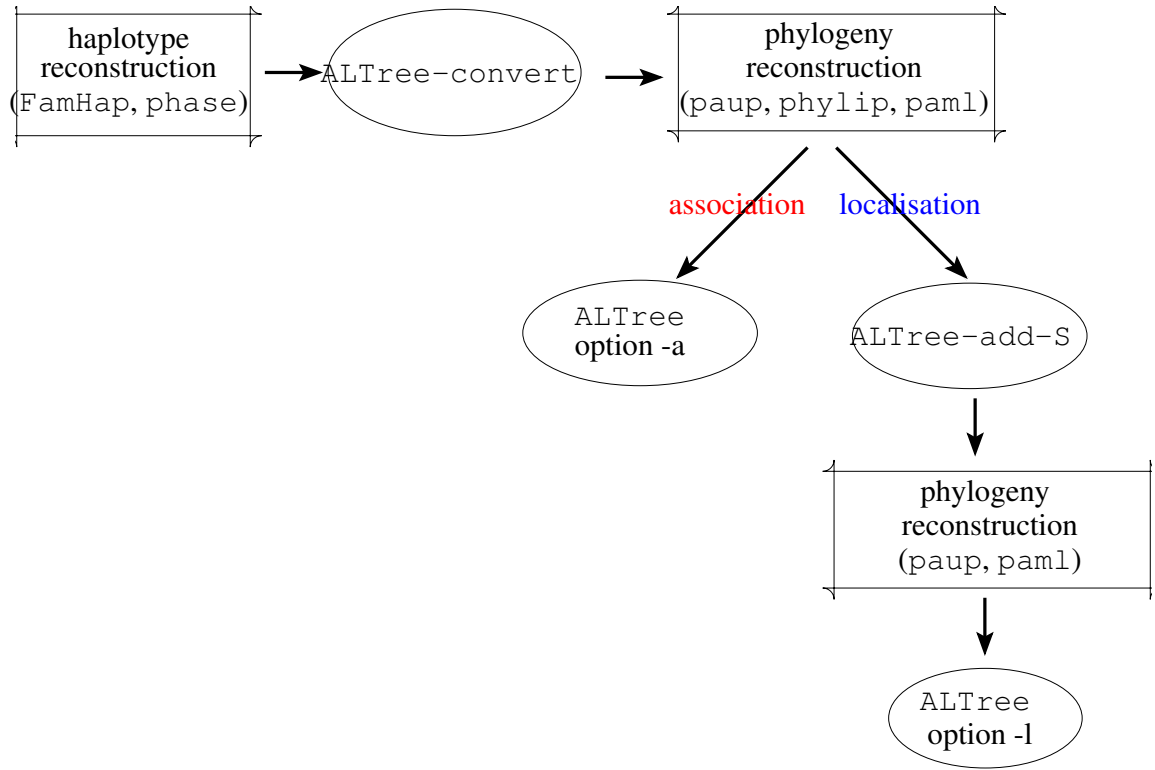 haplotype
reconstruction
(FamHap, phase)
ALTree-convert
phylogeny
reconstruction
(paup, phylip, paml)
association
localisation
ALTree
option -a
ALTree-add-S
phylogeny
reconstruction
(paup, paml)
ALTree
option -l